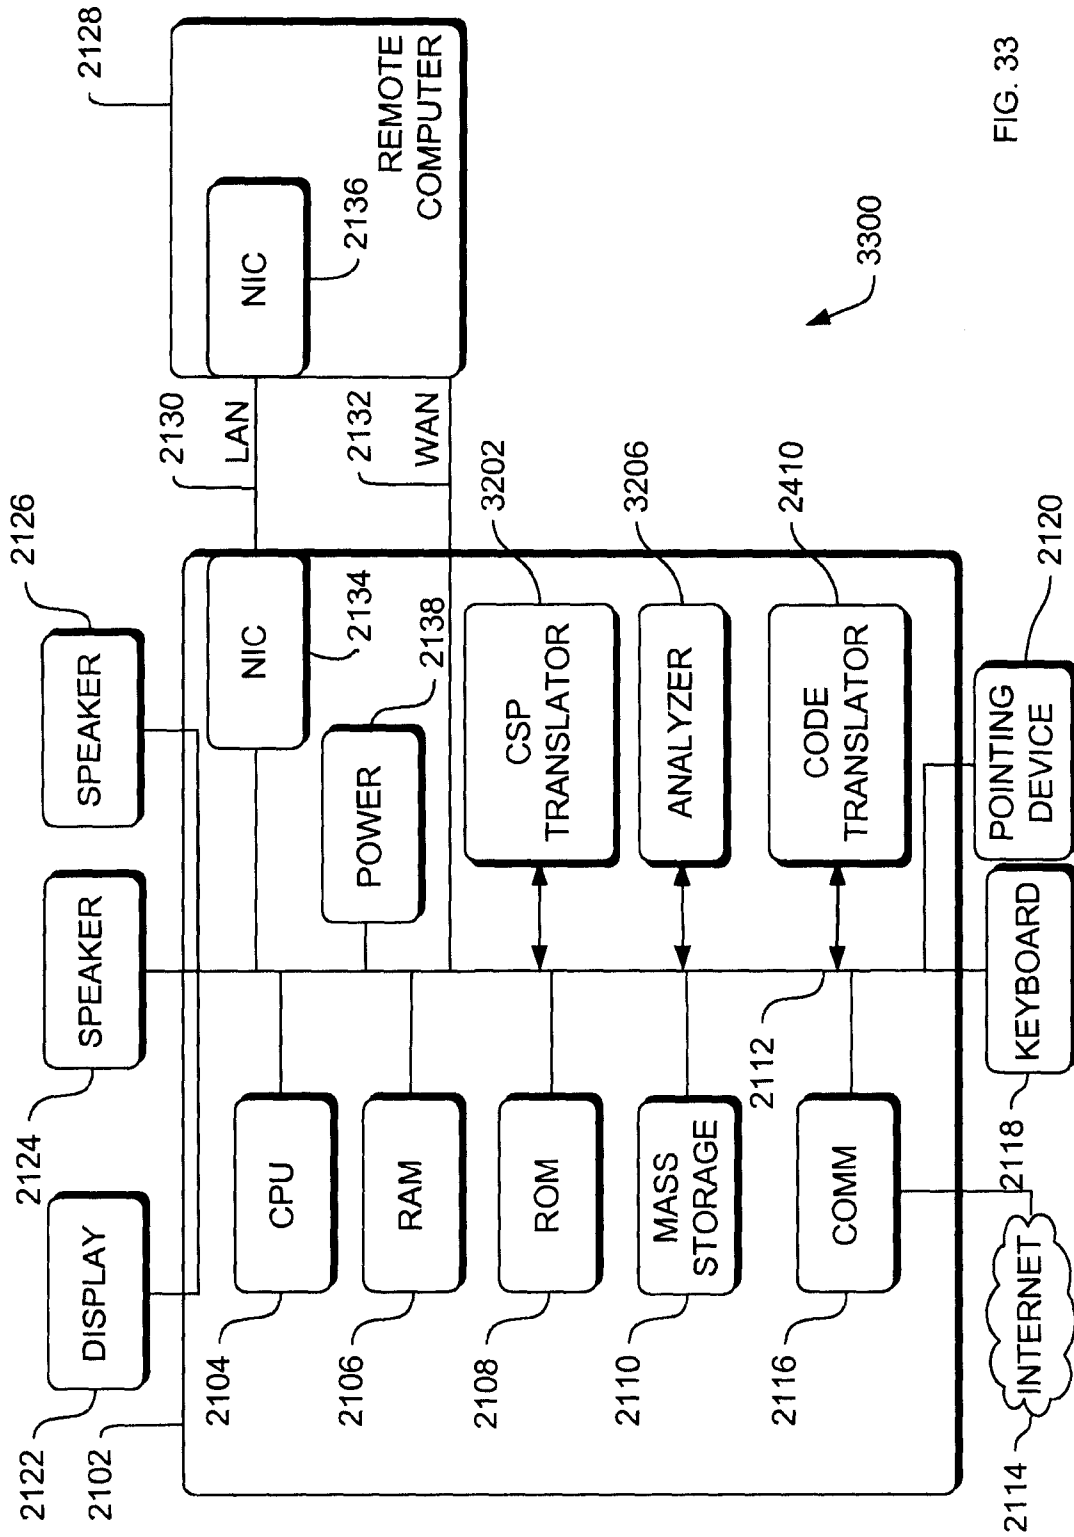 2122
DISPLAY
2124
SPEAKER
2126
SPEAKER
2128
2102
2104
CPU
NIC
2134
2130
LAN
NIC
2136
REMOTE
COMPUTER
2106
RAM
POWER
2138
2132
WAN
2108
ROM
CSP
TRANSLATOR
3202
2110
MASS
STORAGE
ANALYZER
3206
2112
2116
COMM
CODE
TRANSLATOR
2410
3300
2114
INTERNET
2118
KEYBOARD
POINTING
DEVICE
2120
FIG. 33